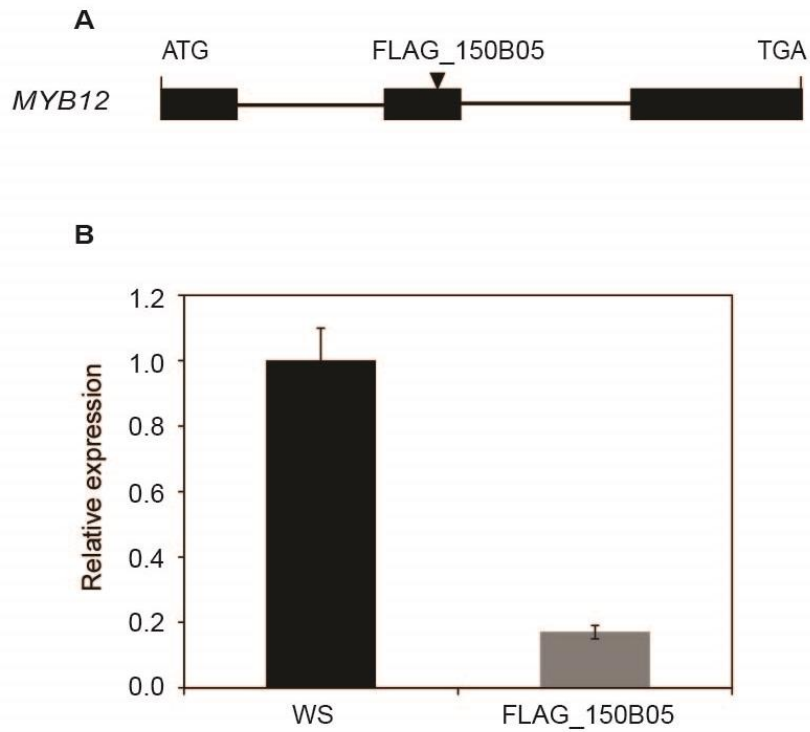 A
ATG FLAG_150B05 TGA
MYB12
B
1.2
1.0
0.8
0.6
0.4
0.2
0.0
Relative expression
WS FLAG_150B05